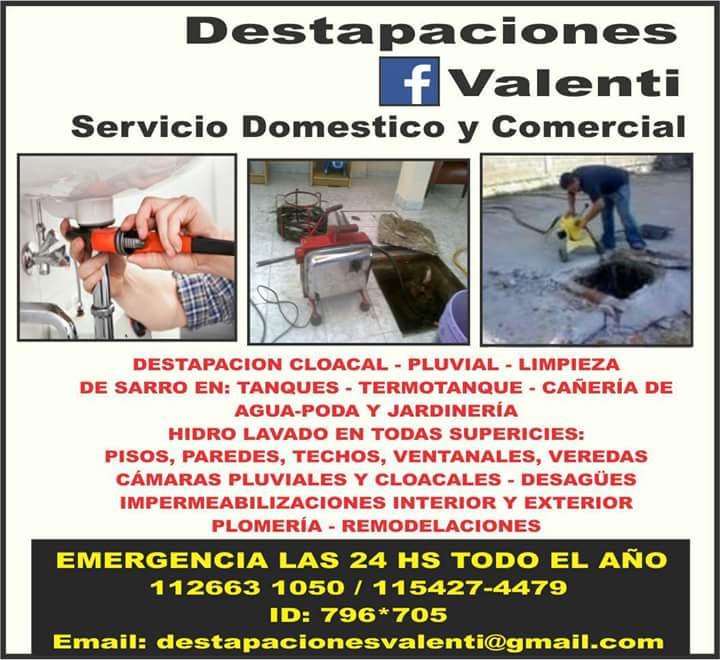 Destapaciones
f Valenti
Servicio Domestico y Comercial
DESTAPACION CLOACAL - PLUVIAL - LIMPIEZA
DE SARRO EN: TANQUES - TERMOTANQUE - CAÑERÍA DE
AGUA-PODA Y JARDINERÍA
HIDRO LAVADO EN TODAS SUPERICIES:
PISOS, PAREDES, TECHOS, VENTANALES, VEREDAS
CÁMARAS PLUVIALES Y CLOACALES - DESAGÜES
IMPERMEABILIZACIONES INTERIOR Y EXTERIOR
PLOMERÍA - REMODELACIONES
EMERGENCIA LAS 24 HS TODO EL AÑO
112663 1050 / 115427-4479
ID: 796*705
Email: destapacionesvalenti@gmail.com